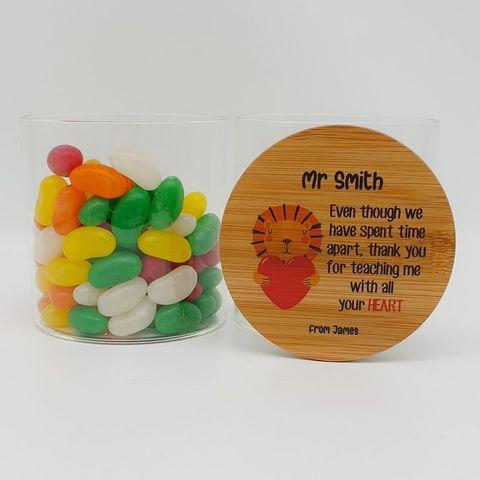 Mr Smith
Even though we
have spent time
apart, thank you
for teaching me
with all
your HEART
from James